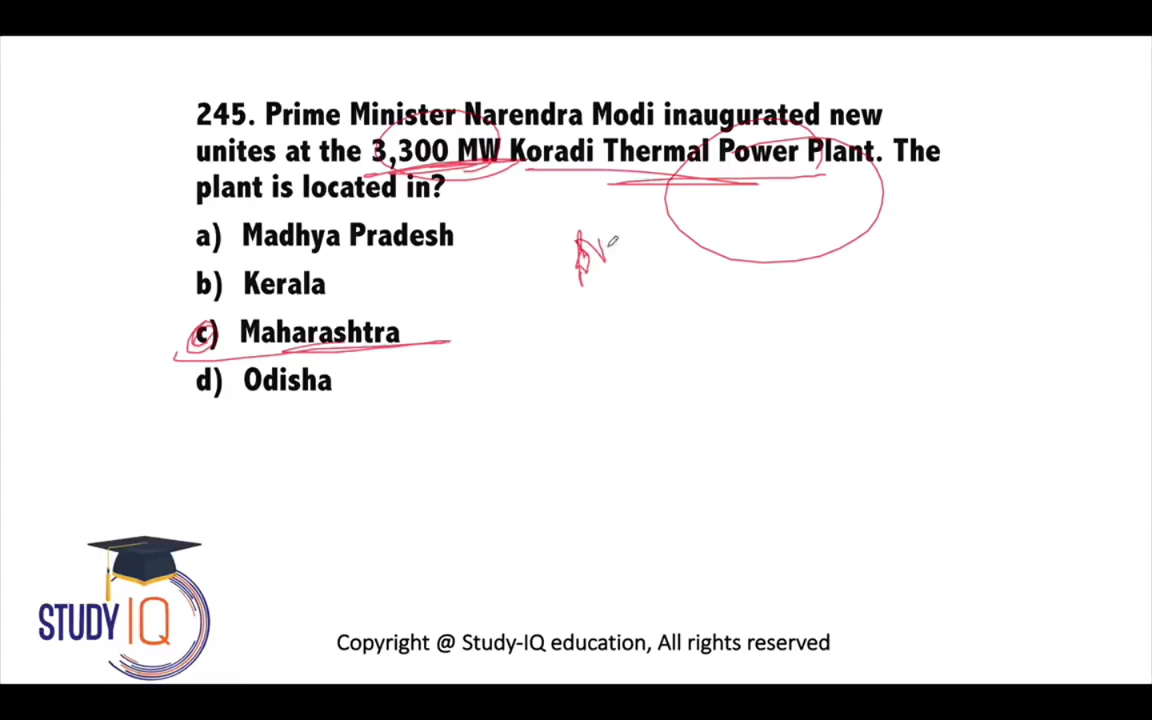 245. Prime Minister Narendra Modi inaugurated new
unites at the 3,300 MW Koradi Thermal Power Plant. The
plant is located in?
a) Madhya Pradesh
b) Kerala
c) Maharashtra
d) Odisha
STUDY IQ
Copyright @ Study-IQ education, All rights reserved